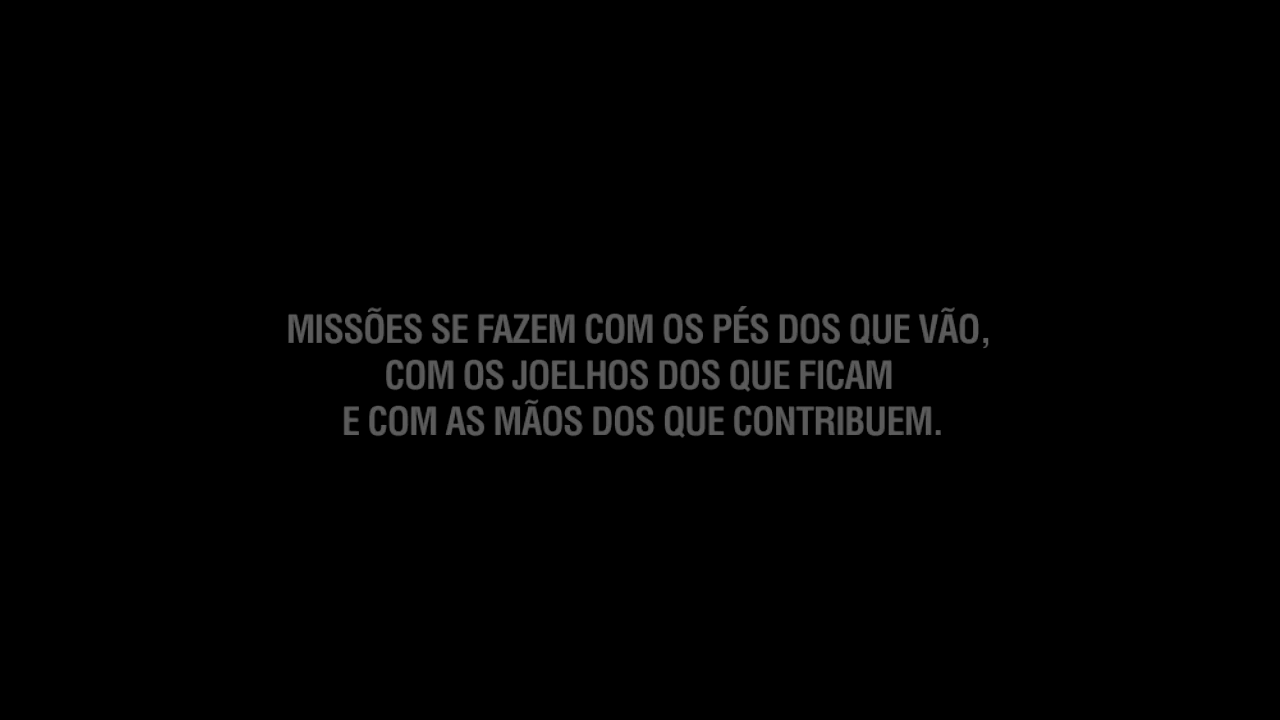 MISSÕES SE FAZEM COM OS PÉS DOS QUE VÃO,
COM OS JOELHOS DOS QUE FICAM
E COM AS MÃOS DOS QUE CONTRIBUEM.